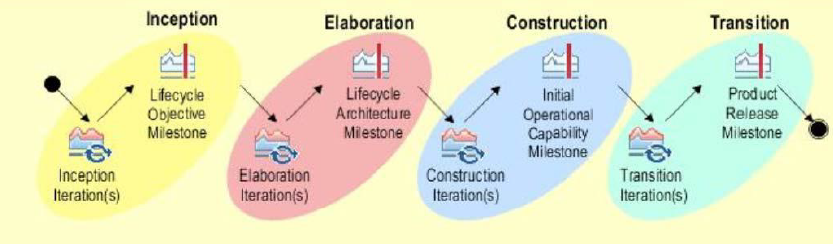 Inception
Elaboration
Construction
Transition
Lifecycle
Objective
Milestone
Inception
Iteration(s)
Lifecycle
Architecture
Milestone
Elaboration
Iteration(s)
Initial
Operational
Capability
Milestone
Construction
Iteration(s)
Product
Release
Milestone
Transition
Iteration(s)